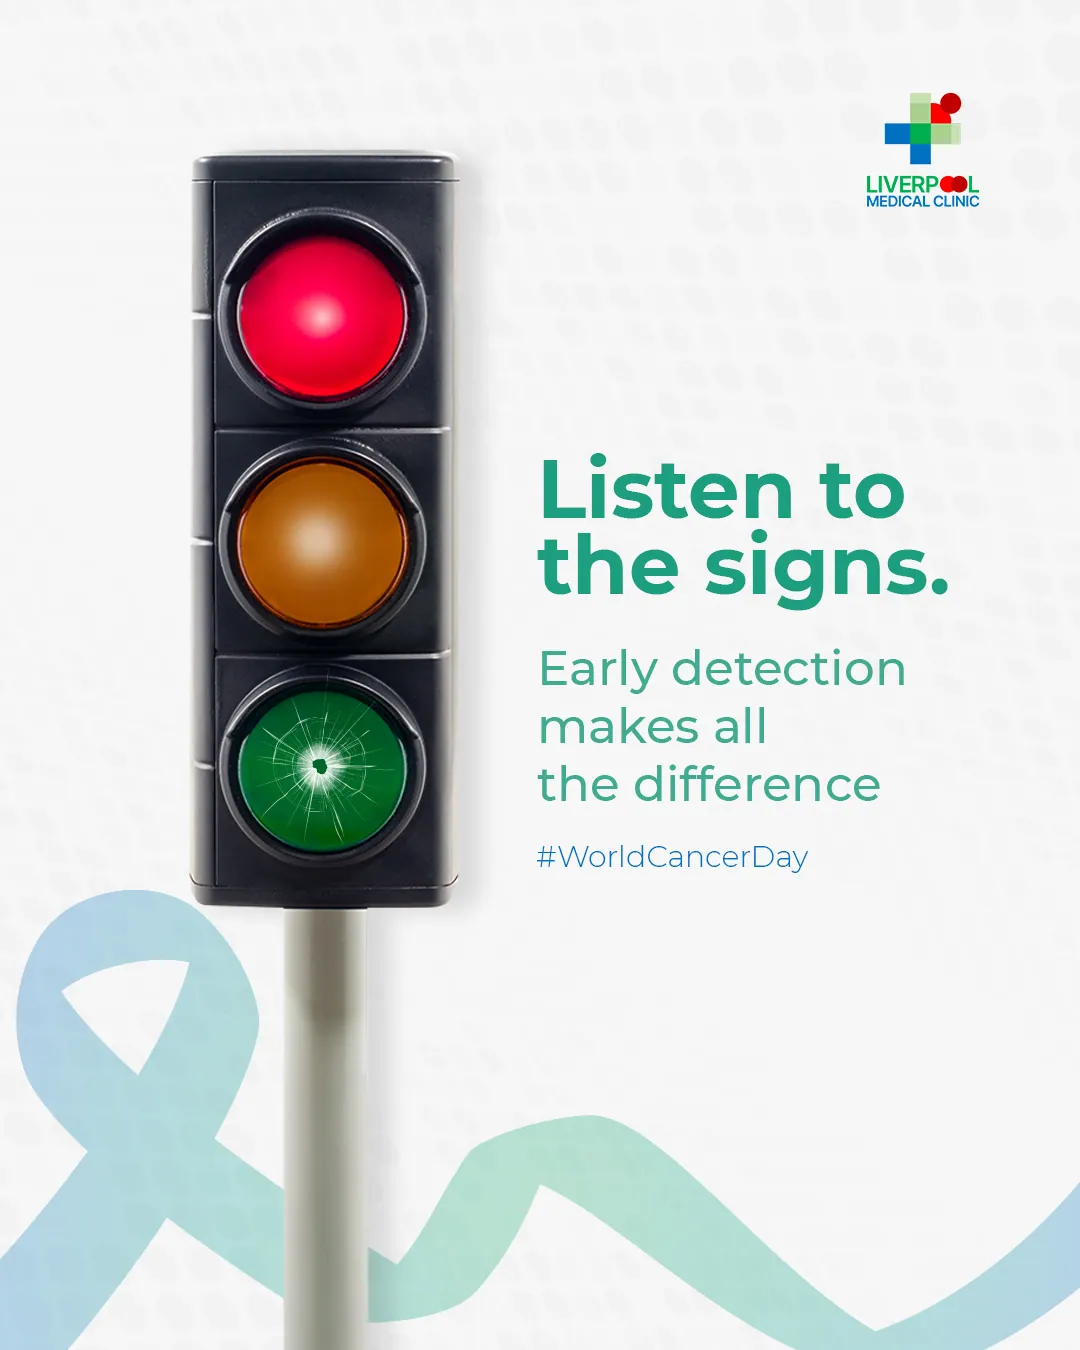 LIVERPOOL
MEDICAL CLINIC
Listen to
the signs.
Early detection
makes all
the difference
#WorldCancerDay